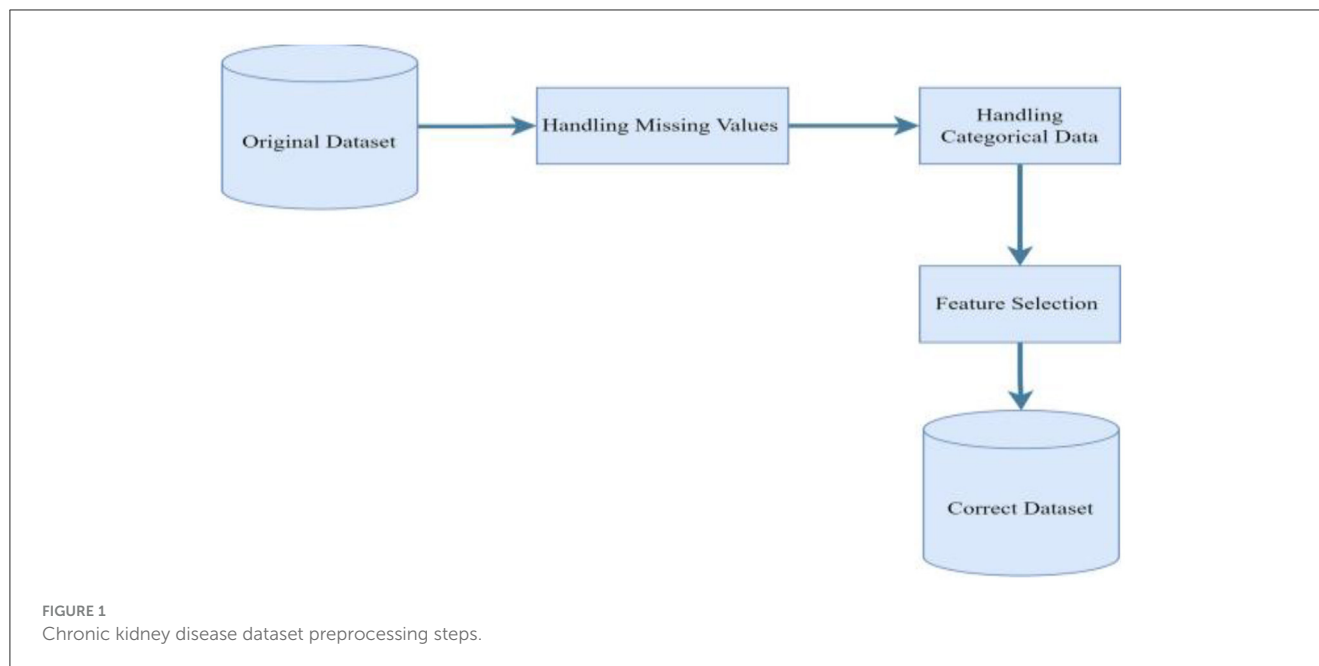 Original Dataset
Handling Missing Values
Handling
Categorical Data
Feature Selection
Correct Dataset
FIGURE 1
Chronic kidney disease dataset preprocessing steps.